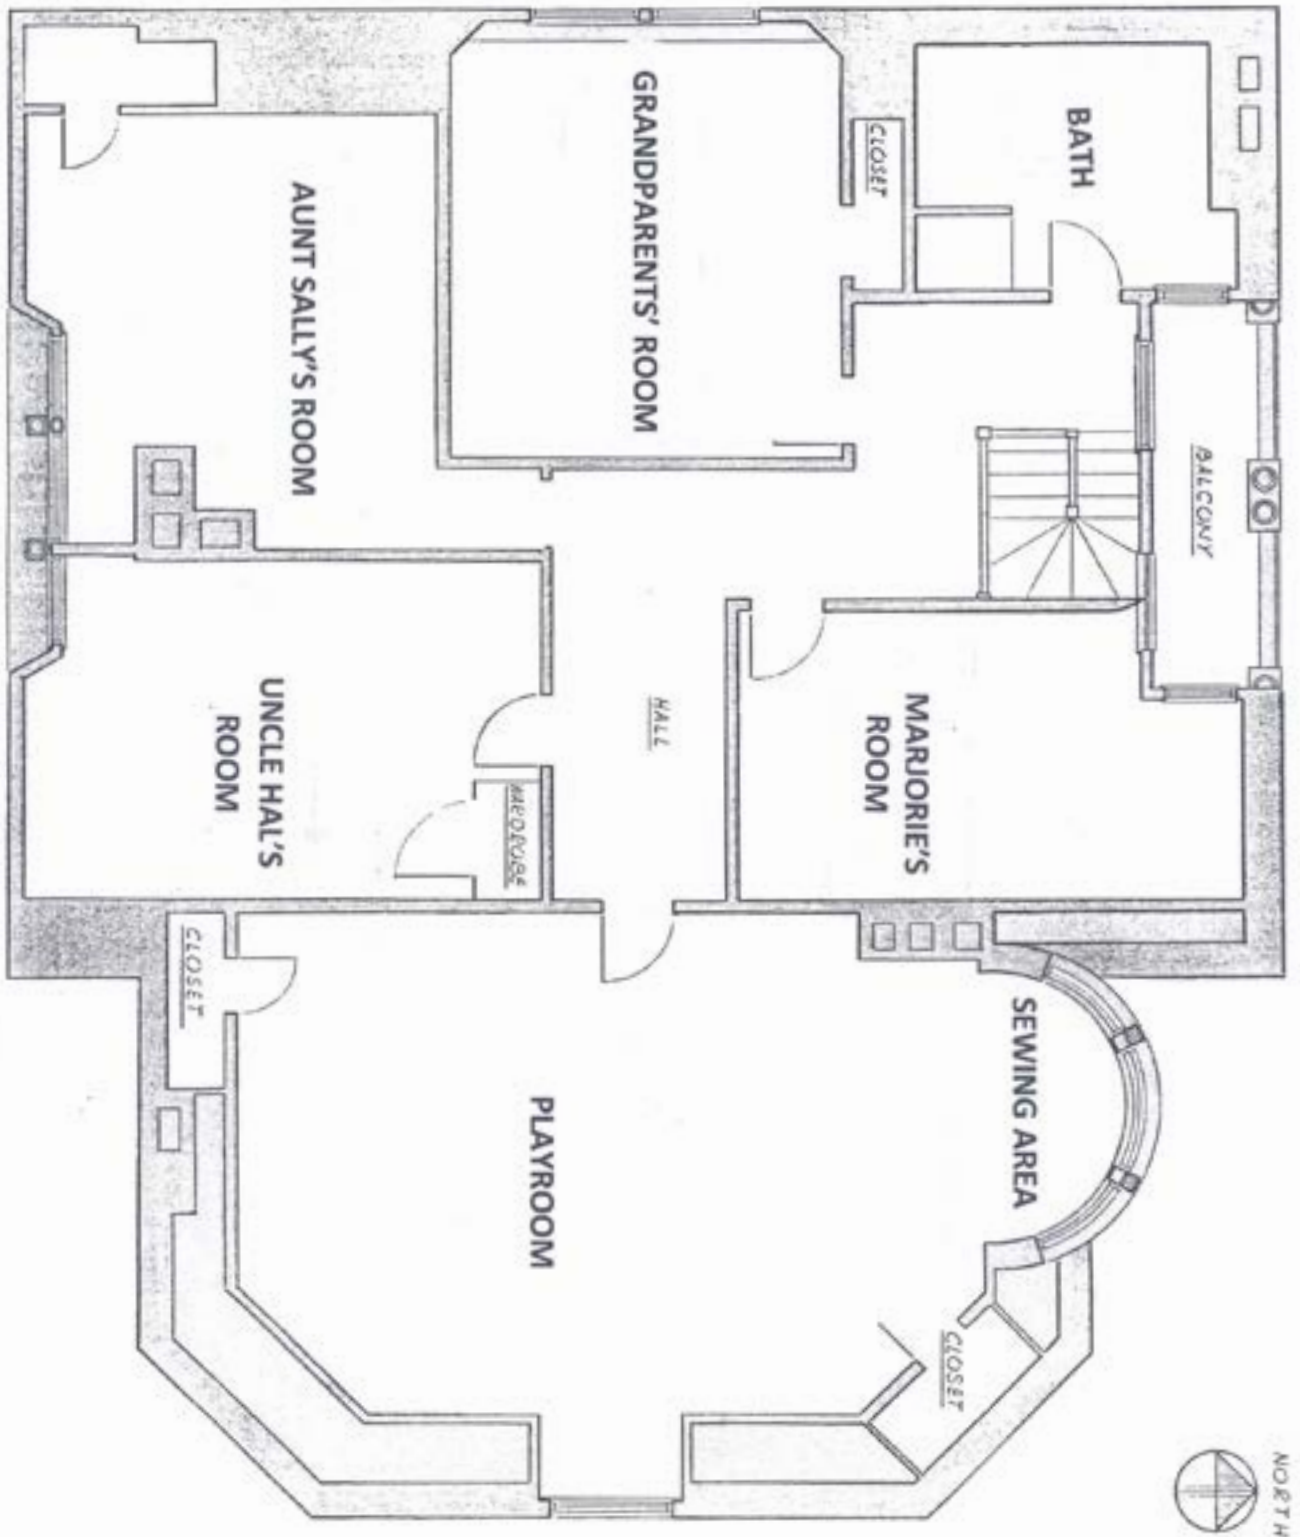 NORTH
BALCONY
BATH
SEWING AREA
CLOSET
MARJORIE'S
ROOM
CLOSET
HALL
GRANDPARENTS' ROOM
PLAYROOM
WARDROBE
AUNT SALLY'S ROOM
UNCLE HAL'S
ROOM
CLOSET